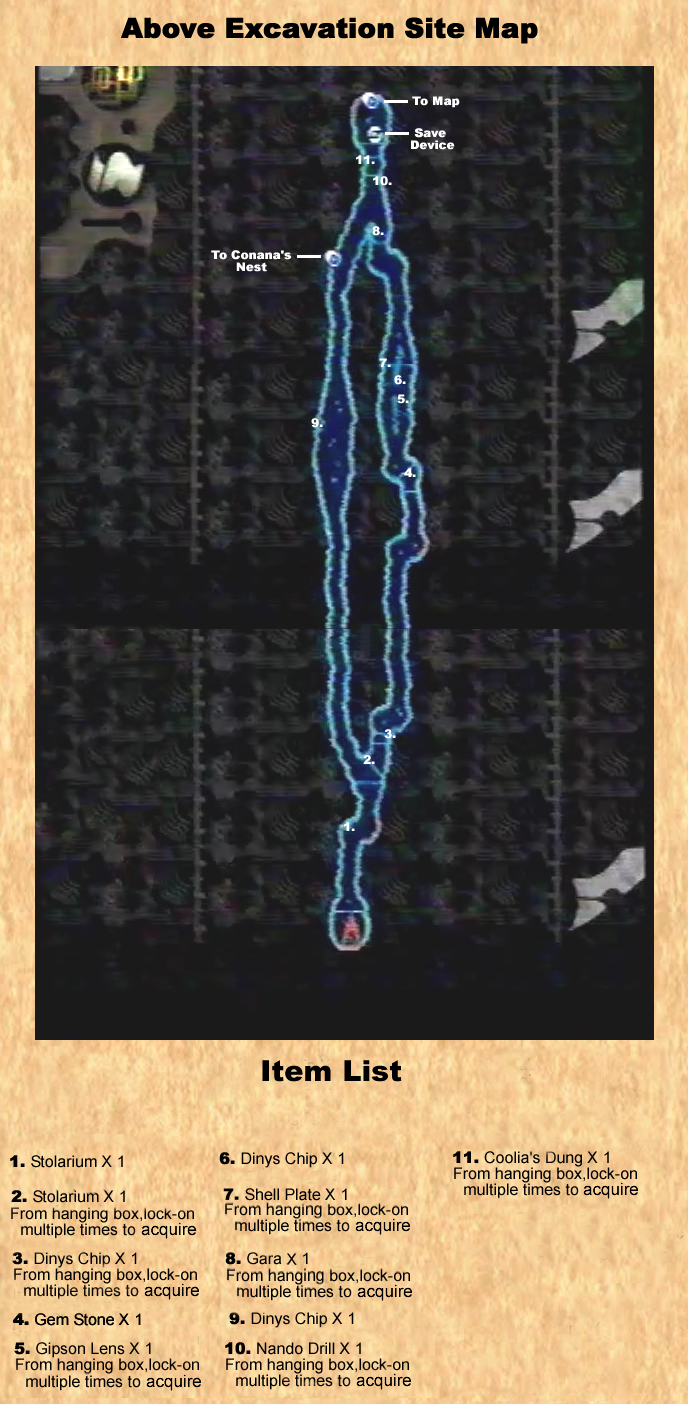 Above Excavation Site Map
To Map
Save
Device
11.
10.
8.
To Conana's
Nest
7.
6.
5.
9.
4.
3.
2.
1.
Item List
1. Stolarium X 1
2. Stolarium X 1
From hanging box,lock-on
multiple times to acquire
3. Dinys Chip X 1
From hanging box,lock-on
multiple times to acquire
4. Gem Stone X 1
5. Gipson Lens X 1
From hanging box,lock-on
multiple times to acquire
6. Dinys Chip X 1
7. Shell Plate X 1
From hanging box,lock-on
multiple times to acquire
8. Gara X 1
From hanging box,lock-on
multiple times to acquire
9. Dinys Chip X 1
10. Nando Drill X 1
From hanging box,lock-on
multiple times to acquire
11. Coolia's Dung X 1
From hanging box,lock-on
multiple times to acquire